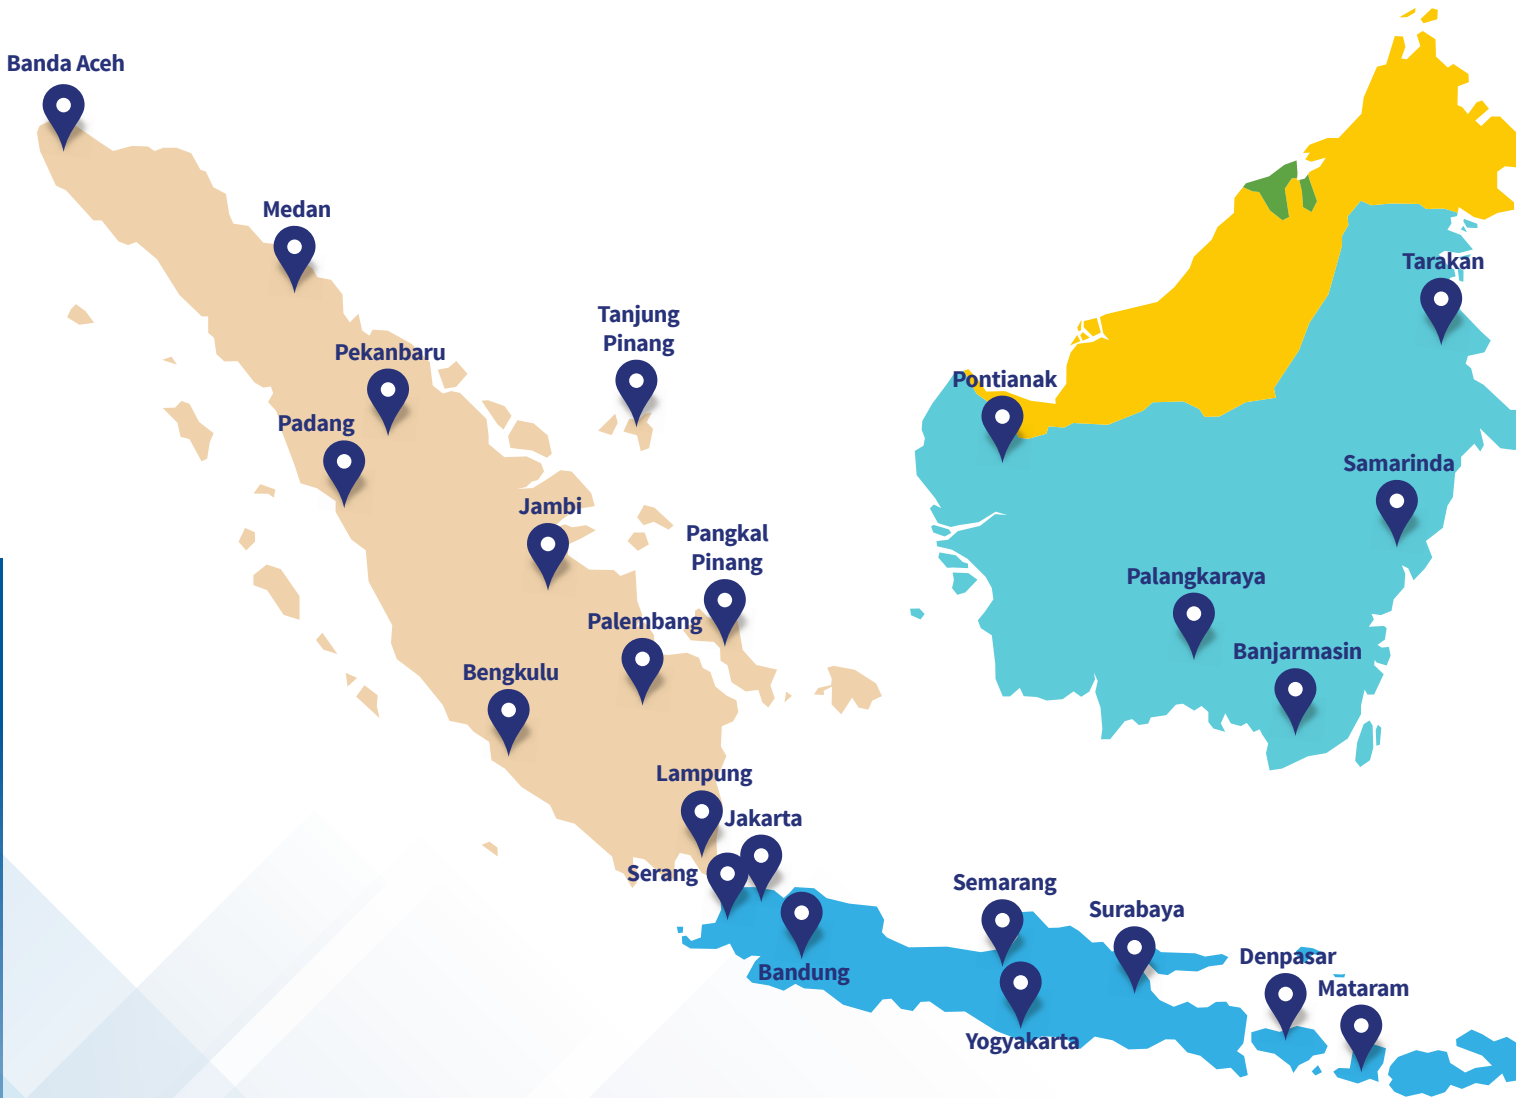 Banda Aceh
Medan
Tanjung
Pinang
Pekanbaru
Padang
Jambi
Pangkal
Pinang
Palembang
Bengkulu
Lampung
Jakarta
Serang
Bandung
Semarang
Yogyakarta
Surabaya
Denpasar
Mataram
Tarakan
Pontianak
Samarinda
Palangkaraya
Banjarmasin